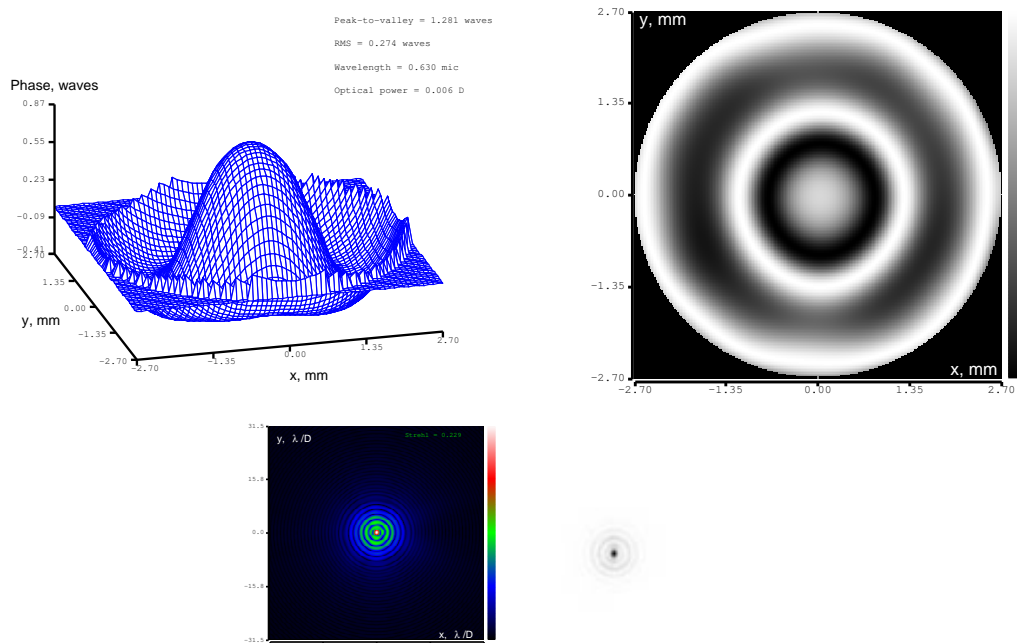 Peak-to-valley = 1.281 waves
RMS = 0.274 waves
Wavelength = 0.630 mic
Optical power = 0.006 D
Phase, waves
0.87
0.55
0.23
-0.09
-0.41
2.70
1.35
0.00
-1.35
-2.70
y, mm
-2.70
-1.35
0.00
1.35
2.70
x, mm
2.70
y, mm
1.35
0.00
-1.35
-2.70
x, mm
-2.70
-1.35
0.00
1.35
2.70
31.5
y, λ/D
Strehl = 0.229
15.8
0.0
-15.8
-31.5
x, λ/D